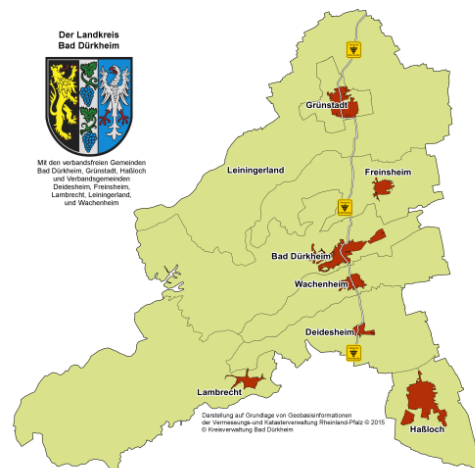 Der Landkreis
Bad Dürkheim
Mit den verbandsfreien Gemeinden
Bad Dürkheim, Grünstadt, Haßloch
und Verbandsgemeinden
Deidesheim, Freinsheim,
Lambrecht, Leiningerland,
und Wachenheim
Grünstadt
Leiningerland
Freinsheim
Bad Dürkheim
Wachenheim
Deidesheim
Lambrecht
Haßloch
Darstellung auf Grundlage von Geobasisinformationen
der Vermessungs- und Katasterverwaltung Rheinland-Pfalz © 2015
© Kreisverwaltung Bad Dürkheim